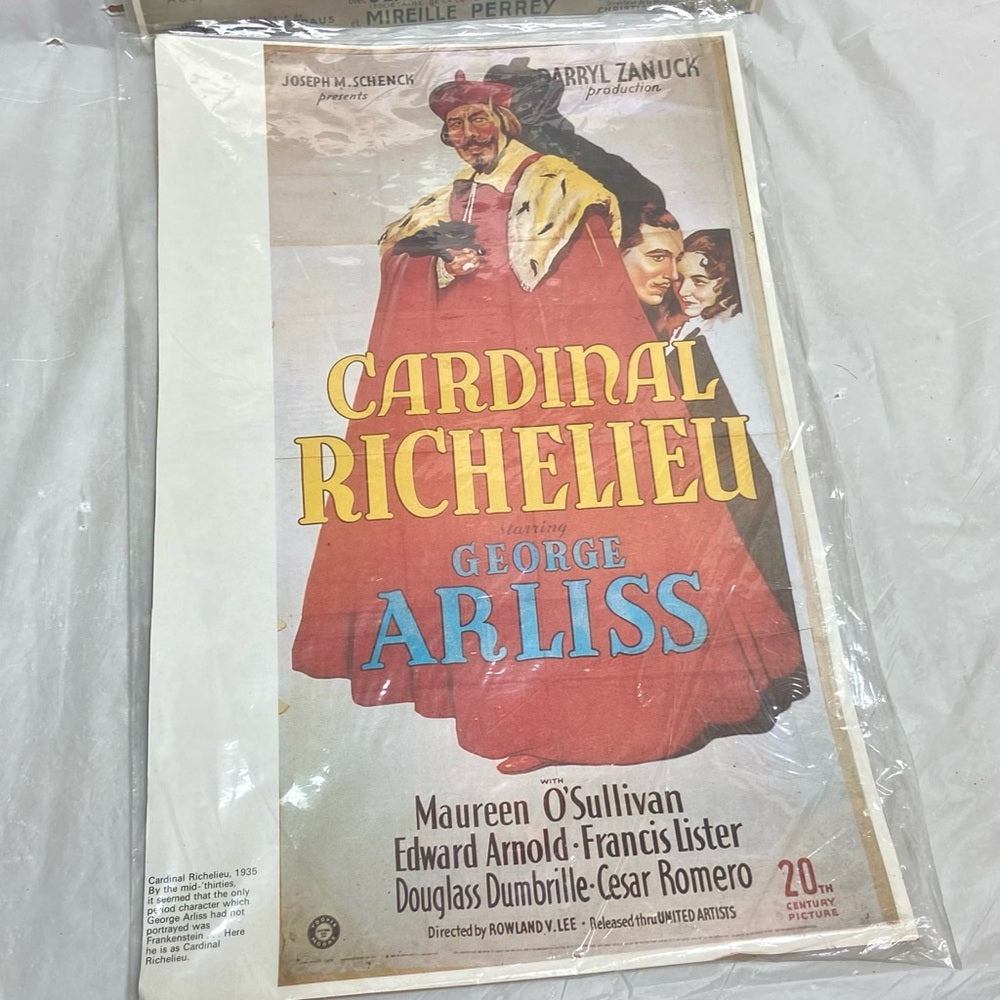 MIREILLE PERREY
JOSEPH M. SCHENCK
presents
DARRYL ZANUCK
production
CARDINAL
RICHELIEU
starring
GEORGE
ARLISS
WITH
Maureen O'Sullivan
Edward Arnold · Francis Lister
Douglass Dumbrille · Cesar Romero
Directed by ROWLAND V. LEE · Released thru UNITED ARTISTS
20TH
CENTURY
PICTURE
Cardinal Richelieu, 1935
By the mid-'thirties,
it seemed that the only
period character which
George Arliss had not
portrayed was
Frankenstein . . . Here
he is as Cardinal
Richelieu.